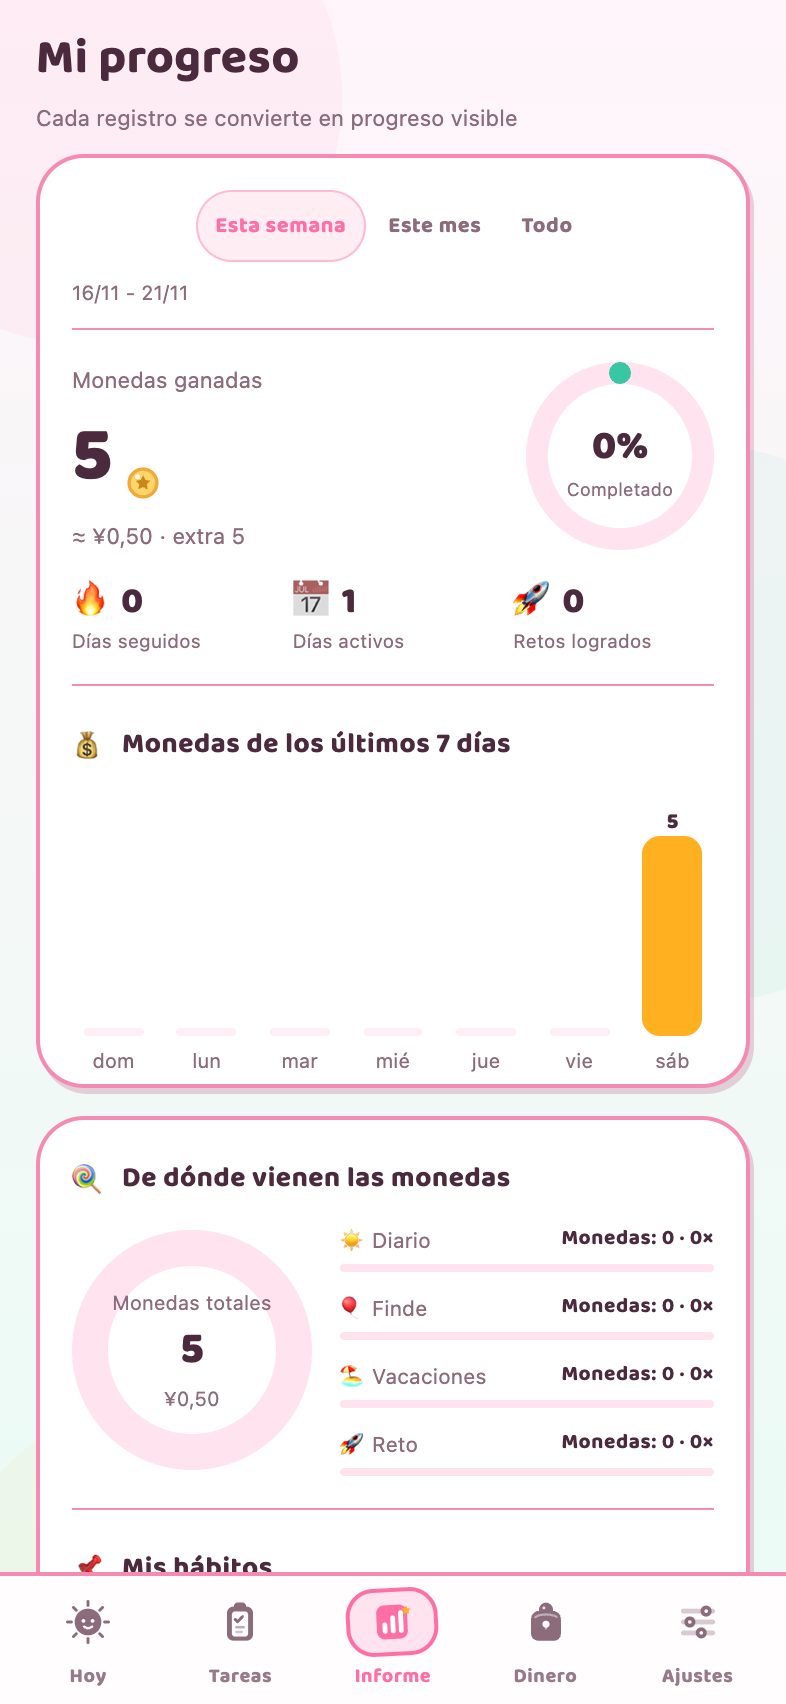 Mi progreso
Cada registro se convierte en progreso visible
Esta semana Este mes Todo
16/11 - 21/11
Monedas ganadas
5
≈ ¥0,50 · extra 5
0%
Completado
0
Días seguidos
JUL 17
1
Días activos
0
Retos logrados
Monedas de los últimos 7 días
5
dom lun mar mié jue vie sáb
De dónde vienen las monedas
Monedas totales
5
¥0,50
Diario Monedas: 0 · 0×
Finde Monedas: 0 · 0×
Vacaciones Monedas: 0 · 0×
Reto Monedas: 0 · 0×
Mis hábitos
Hoy Tareas Informe Dinero Ajustes